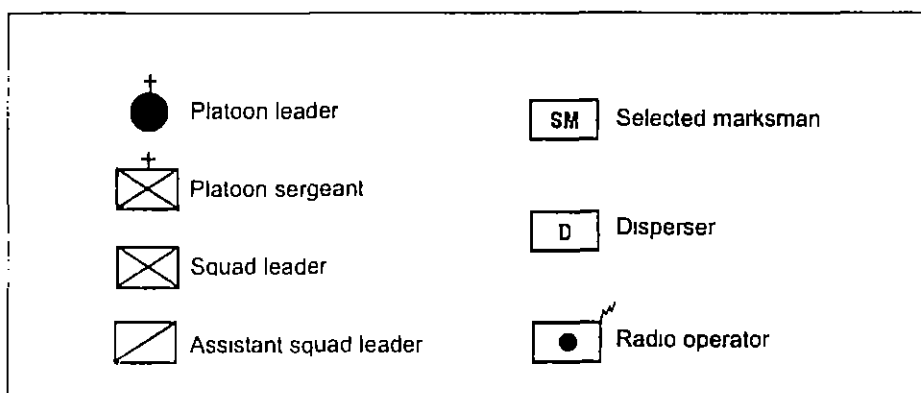 Platoon leader
Platoon sergeant
Squad leader
Assistant squad leader
SM Selected marksman
D Disperser
Radio operator